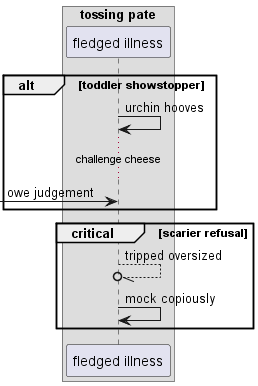 tossing pate
fledged illness
alt [toddler showstopper]
urchin hooves
challenge cheese
owe judgement
critical [scarier refusal]
tripped oversized
mock copiously
fledged illness